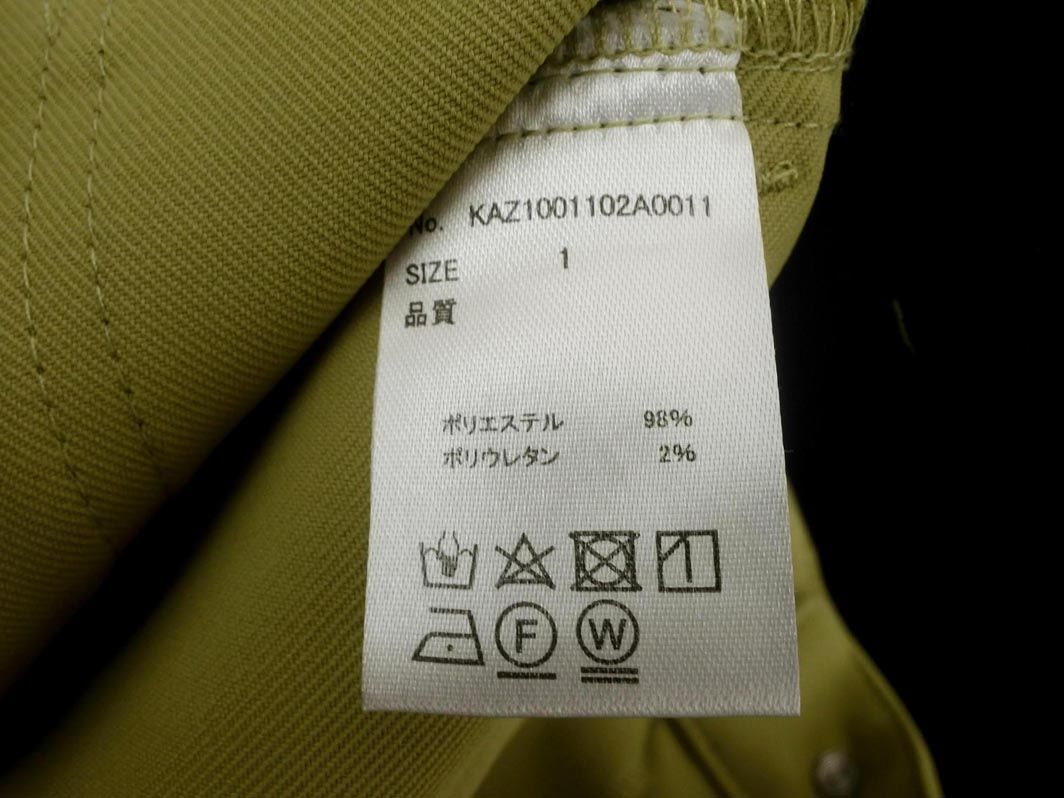 No. KAZ1001102A0011
SIZE 1
品質
ポリエステル 98%
ポリウレタン 2%
F W